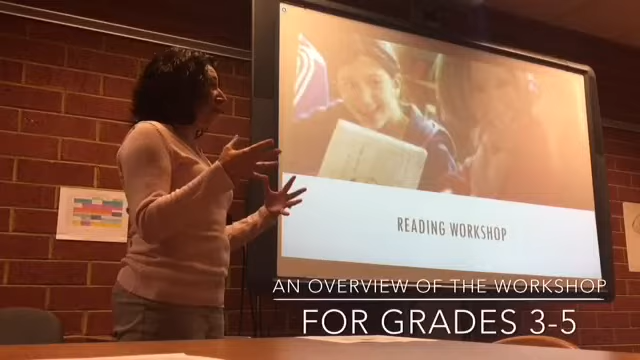 READING WORKSHOP
AN OVERVIEW OF THE WORKSHOP
FOR GRADES 3-5